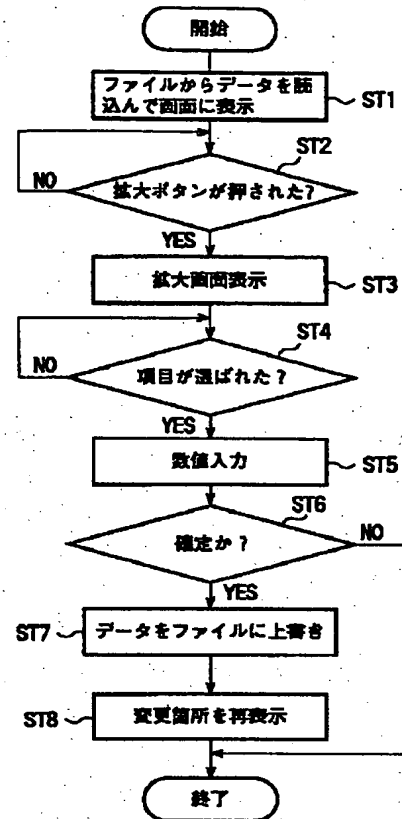 開始
ファイルからデータを読
込んで画面に表示
ST1
ST2
拡大ボタンが押された?
NO
YES
拡大画面表示
ST3
ST4
項目が選ばれた?
NO
YES
数値入力
ST5
ST6
確定か?
NO
YES
ST7
データをファイルに上書き
ST8
変更箇所を再表示
終了